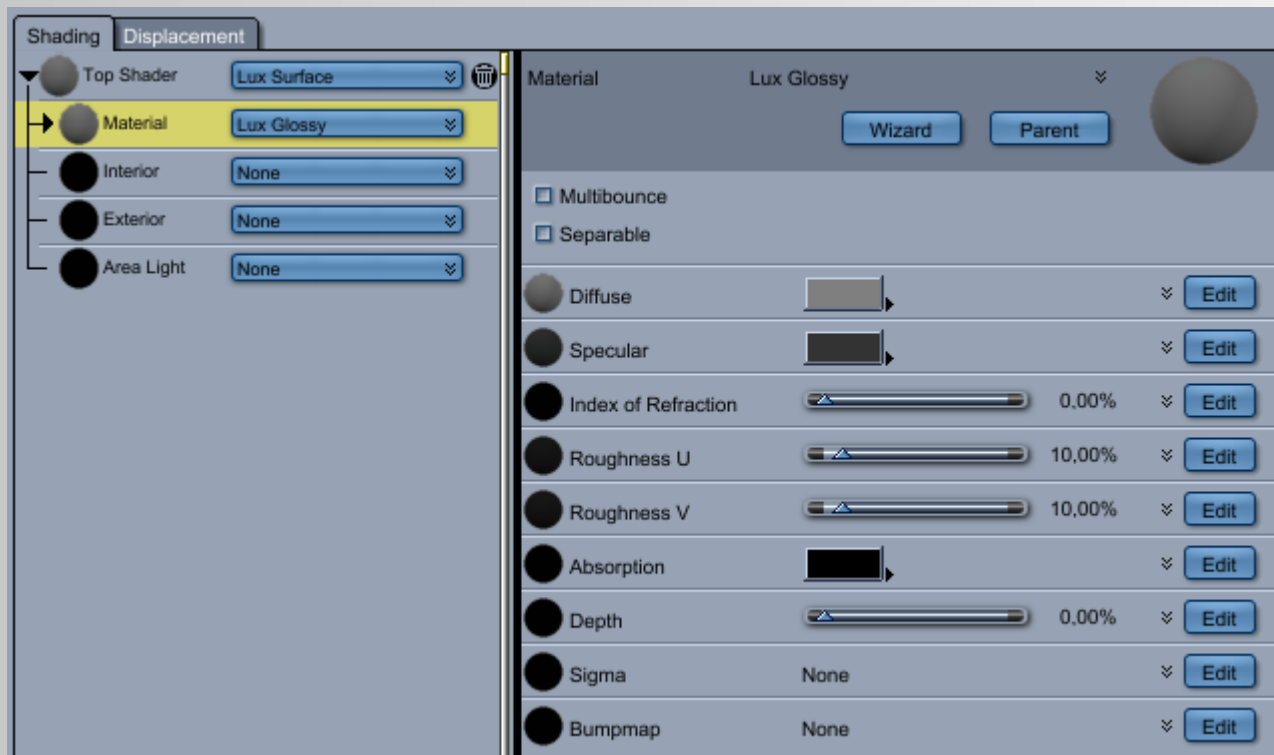 Shading Displacement
Top Shader Lux Surface
Material Lux Glossy
Interior None
Exterior None
Area Light None
Material Lux Glossy
Wizard Parent
Multibounce
Separable
Diffuse Edit
Specular Edit
Index of Refraction 0,00% Edit
Roughness U 10,00% Edit
Roughness V 10,00% Edit
Absorption Edit
Depth 0,00% Edit
Sigma None Edit
Bumpmap None Edit